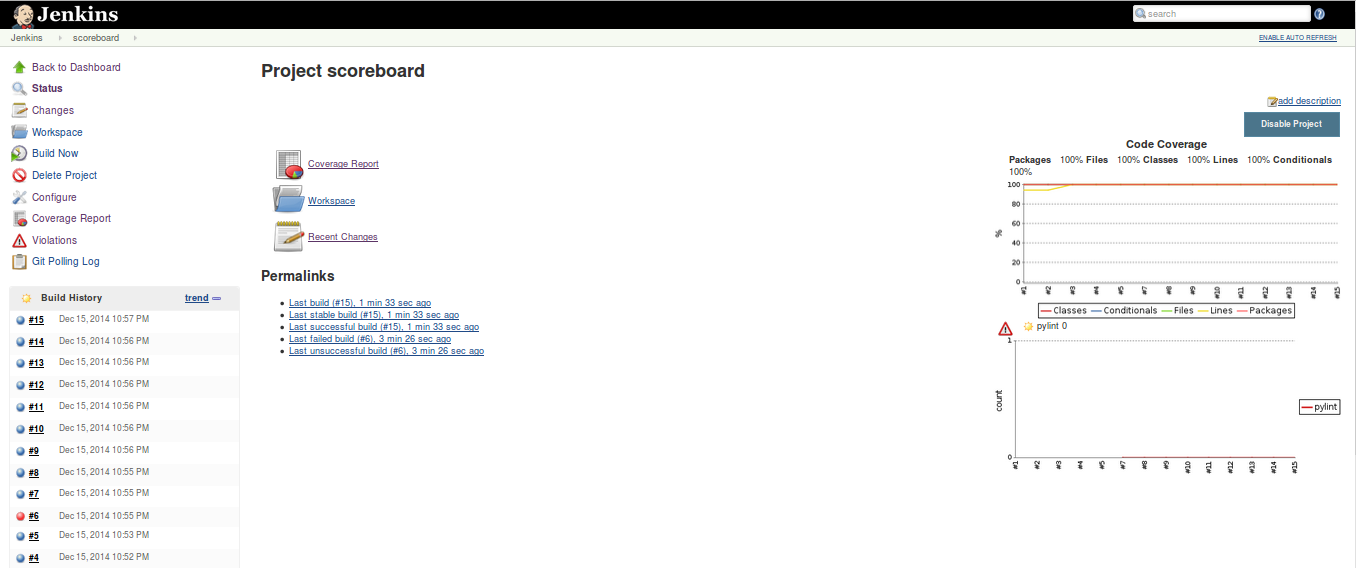 Jenkins
search
Jenkins scoreboard
ENABLE AUTO REFRESH
Back to Dashboard
Status
Changes
Workspace
Build Now
Delete Project
Configure
Coverage Report
Violations
Git Polling Log
Build History trend
#15 Dec 15, 2014 10:57 PM
#14 Dec 15, 2014 10:56 PM
#13 Dec 15, 2014 10:56 PM
#12 Dec 15, 2014 10:56 PM
#11 Dec 15, 2014 10:56 PM
#10 Dec 15, 2014 10:56 PM
#9 Dec 15, 2014 10:56 PM
#8 Dec 15, 2014 10:55 PM
#7 Dec 15, 2014 10:55 PM
#6 Dec 15, 2014 10:55 PM
#5 Dec 15, 2014 10:53 PM
#4 Dec 15, 2014 10:52 PM
Project scoreboard
Coverage Report
Workspace
Recent Changes
Permalinks
Last build (#15), 1 min 33 sec ago
Last stable build (#15), 1 min 33 sec ago
Last successful build (#15), 1 min 33 sec ago
Last failed build (#6), 3 min 26 sec ago
Last unsuccessful build (#6), 3 min 26 sec ago
add description
Disable Project
Code Coverage
Packages 100% Files 100% Classes 100% Lines 100% Conditionals
100%
100
80
60
40
20
0
%
#1 #2 #3 #4 #5 #6 #7 #8 #9 #10 #11 #12 #13 #14 #15
Classes Conditionals Files Lines Packages
pylint 0
1
count
0
#1 #2 #3 #4 #5 #6 #7 #8 #9 #10 #11 #12 #13 #14 #15
pylint